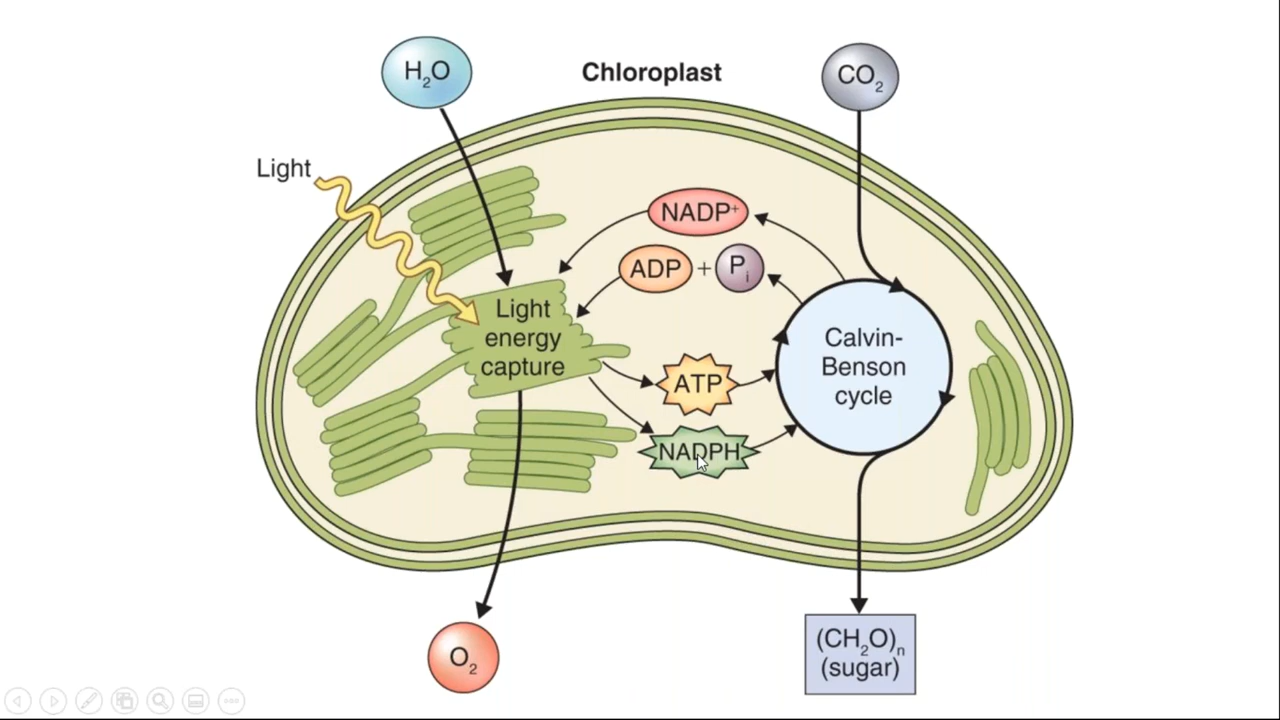 H₂O
Chloroplast
CO₂
Light
NADP⁺
ADP + Pᵢ
Light
energy
capture
Calvin-
Benson
cycle
ATP
NADPH
O₂
(CH₂O)ₙ
(sugar)